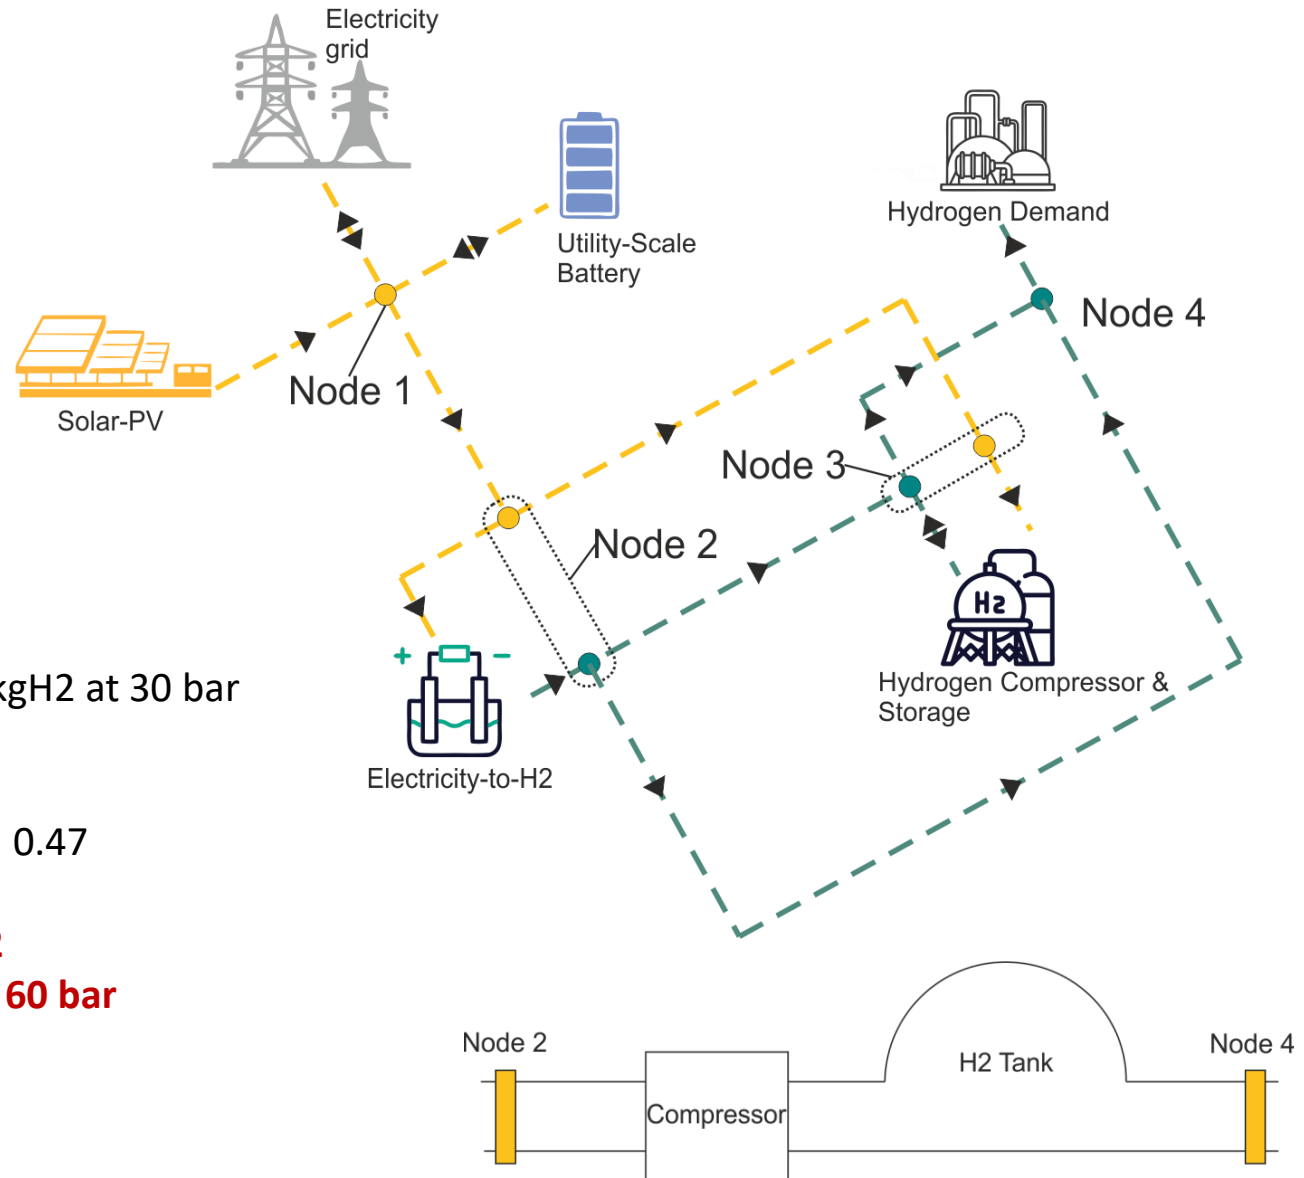 Electricity
grid
Utility-Scale
Battery
Hydrogen Demand
Node 4
Solar-PV
Node 1
Node 3
Node 2
H2
Hydrogen Compressor &
Storage
+ −
Electricity-to-H2
kgH2 at 30 bar
0.47
2
60 bar
Node 2
Compressor
H2 Tank
Node 4